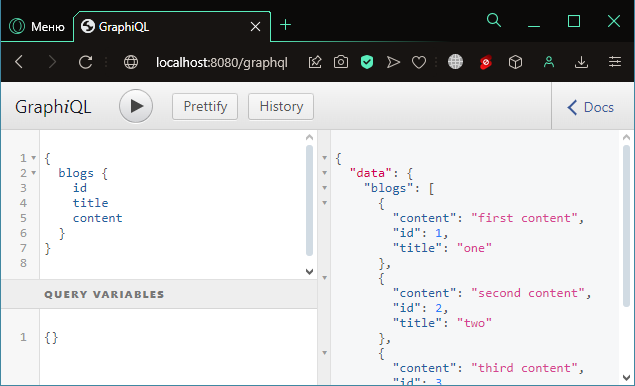 Меню
GraphiQL
localhost:8080/graphql
GraphiQL
Prettify
History
Docs
1 {
2 blogs {
3 id
4 title
5 content
6 }
7 }
8
QUERY VARIABLES
1 {}
{
"data": {
"blogs": [
{
"content": "first content",
"id": 1,
"title": "one"
},
{
"content": "second content",
"id": 2,
"title": "two"
},
{
"content": "third content",
"id": 3,